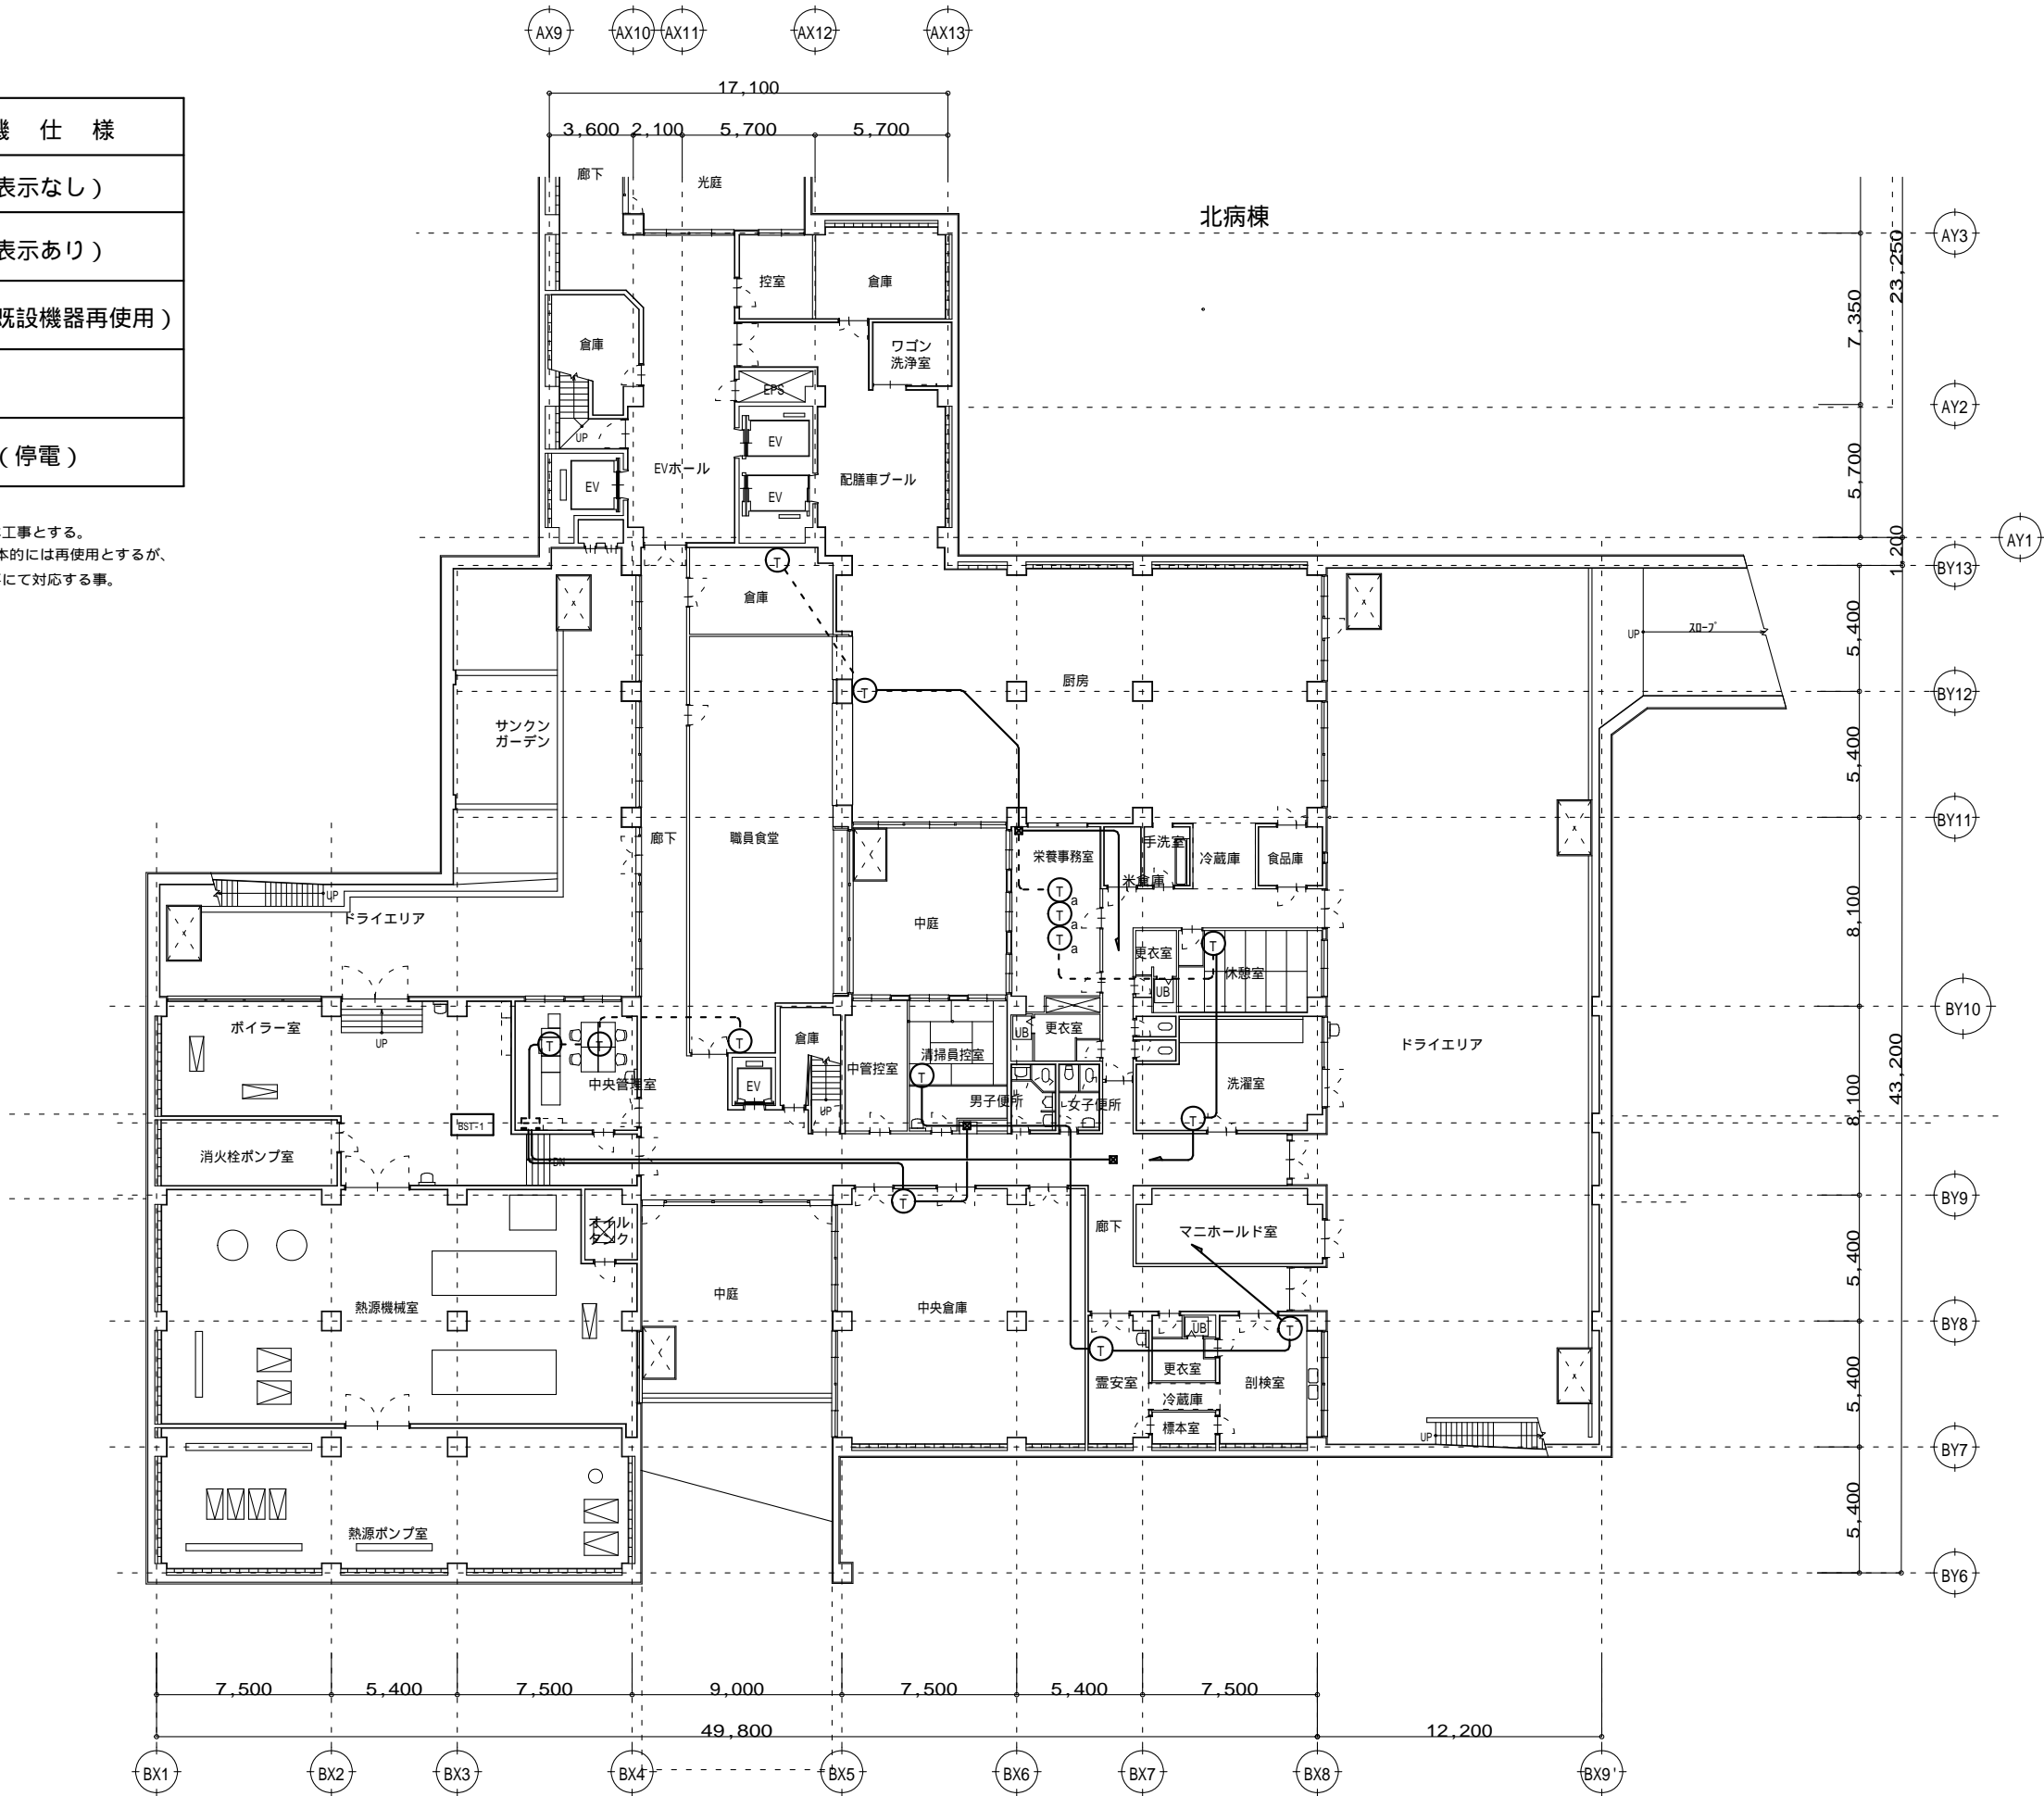 AX9
AX10
AX11
AX12
AX13
17,100
3,600
2,100
5,700
5,700
機 仕 様
表示なし）
表示あり）
既設機器再使用）
（停電）
工事とする。
本的には再使用とするが、
にて対応する事。
廊下
光庭
北病棟
控室
倉庫
倉庫
ワゴン
洗浄室
EPS
UP
EV
EV
EV
EVホール
配膳車プール
AY3
AY2
AY1
23,250
7,350
5,700
1,200
BY13
BY12
BY11
BY10
BY9
BY8
BY7
BY6
5,400
5,400
8,100
8,100
5,400
5,400
5,400
43,200
T
倉庫
T
厨房
UP
スロープ
サンクン
ガーデン
廊下
職員食堂
栄養事務室
手洗室
冷蔵庫
食品庫
米倉庫
T a
T a
T a
UP
ドライエリア
中庭
更衣室
T
休憩室
UB
ボイラー室
UP
T
T
T
中央管理室
倉庫
EV
UP
中管控室
清掃員控室
T
UB
更衣室
男子便所
女子便所
洗濯室
T
ドライエリア
BST-1
消火栓ポンプ室
DN
T
オイル
タンク
廊下
マニホールド室
熱源機械室
中庭
中央倉庫
T
T
UB
更衣室
霊安室
冷蔵庫
標本室
剖検室
UP
熱源ポンプ室
7,500
5,400
7,500
9,000
7,500
5,400
7,500
49,800
12,200
BX1
BX2
BX3
BX4
BX5
BX6
BX7
BX8
BX9'